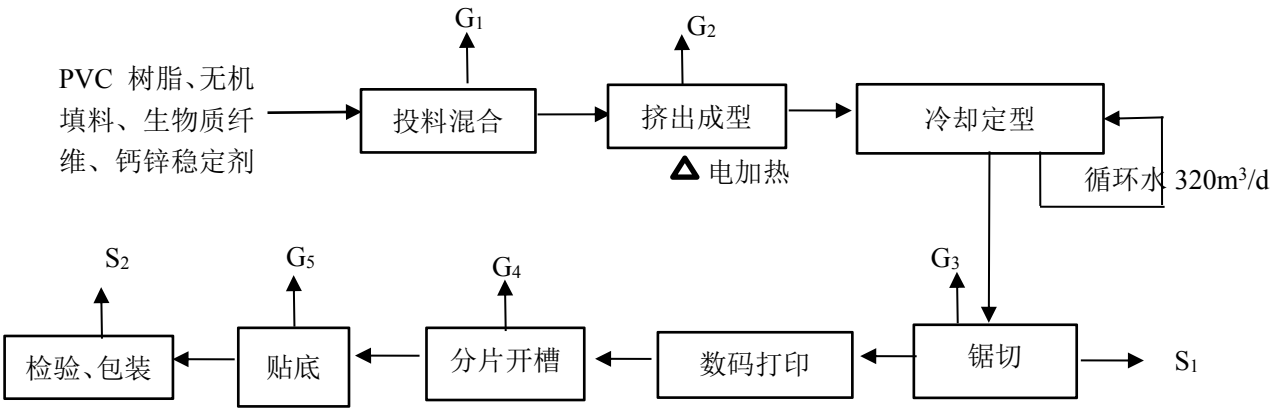 G₁
G₂
PVC 树脂、无机
填料、生物质纤
维、钙锌稳定剂
投料混合
挤出成型
冷却定型
电加热
循环水 320m³/d
S₂
G₅
G₄
G₃
检验、包装
贴底
分片开槽
数码打印
锯切
S₁